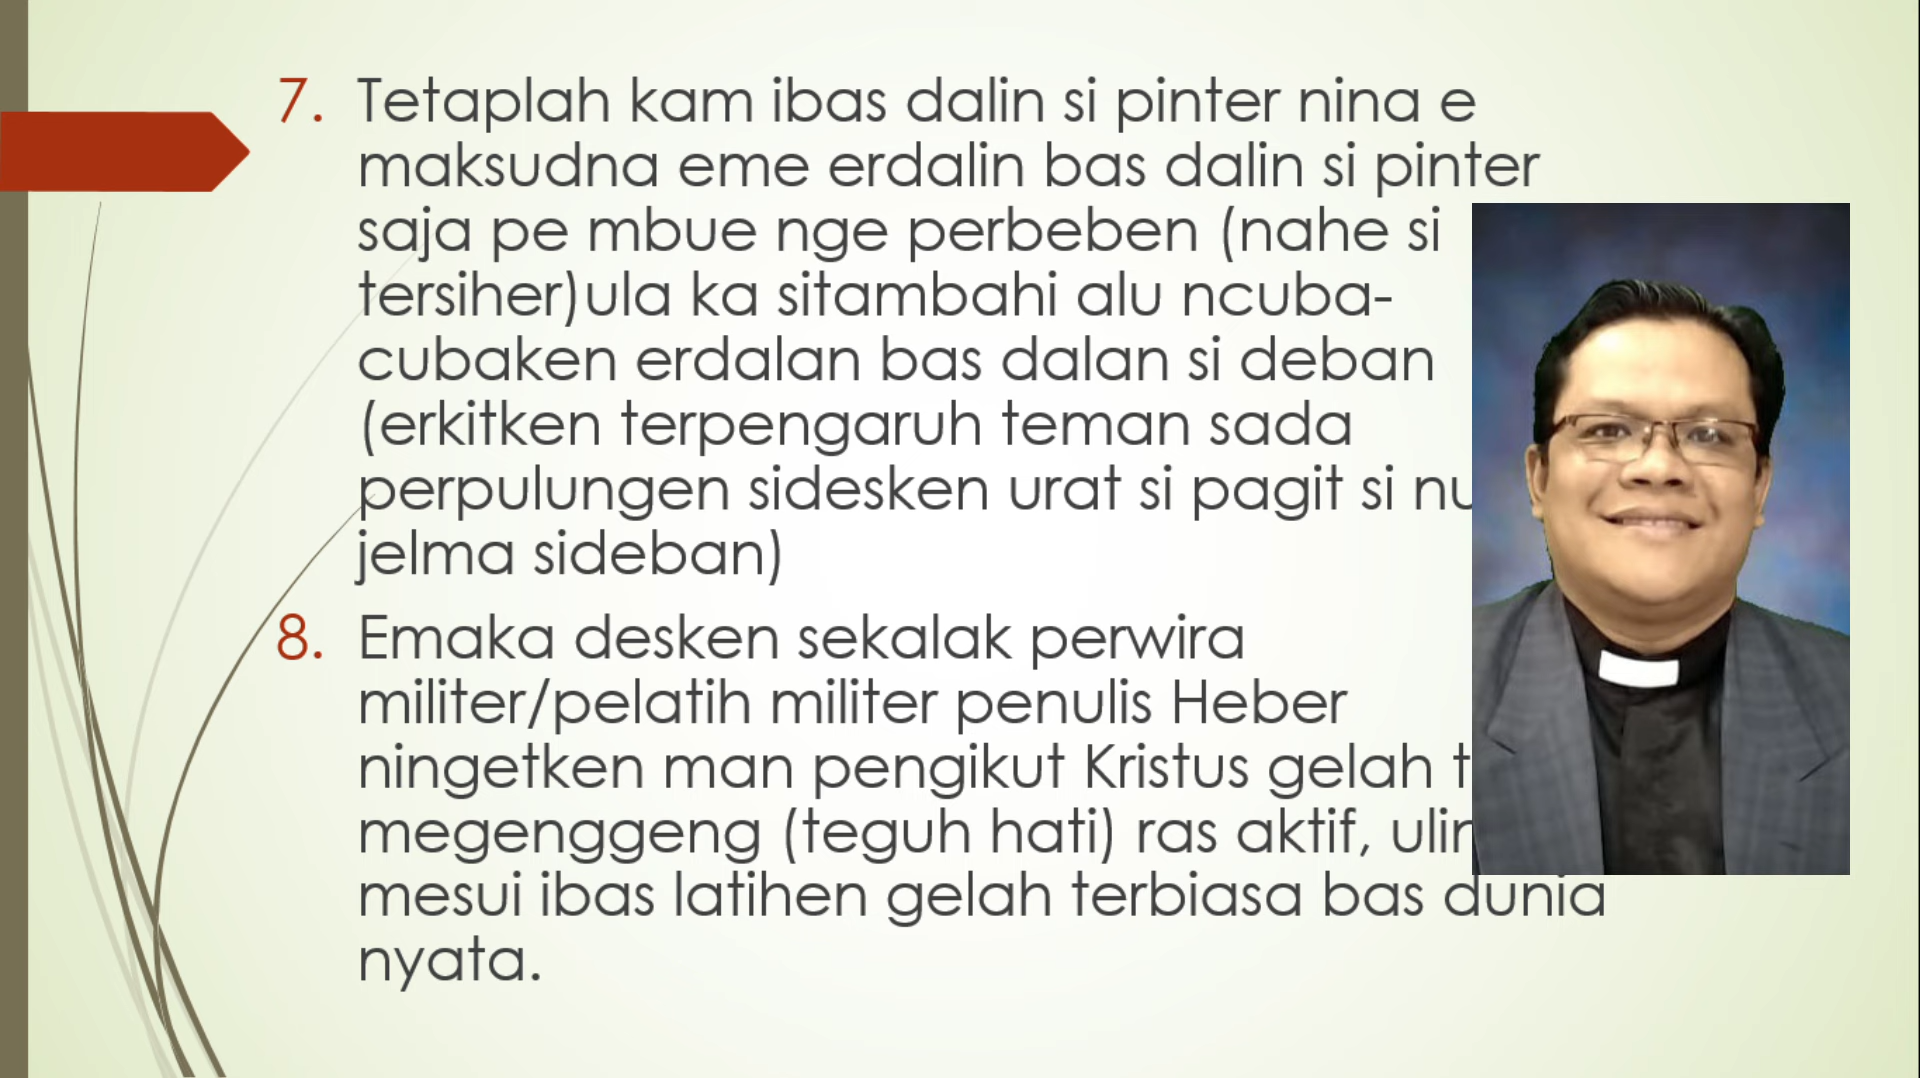 7. Tetaplah kam ibas dalin si pinter nina e
maksudna eme erdalin bas dalin si pinter
saja pe mbue nge perbeben (nahe si
tersiher)ula ka sitambahi alu ncuba-
cubaken erdalan bas dalan si deban
(erkitken terpengaruh teman sada
perpulungen sidesken urat si pagit si
jelma sideban)
8. Emaka desken sekalak perwira
militer/pelatih militer penulis Heber
ningetken man pengikut Kristus gelah
megenggeng (teguh hati) ras aktif,
mesui ibas latihen gelah terbiasa bas dunia
nyata.